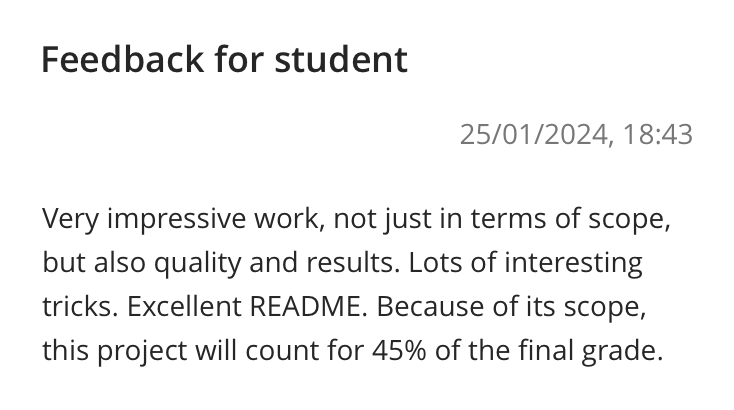 Feedback for student
25/01/2024, 18:43
Very impressive work, not just in terms of scope,
but also quality and results. Lots of interesting
tricks. Excellent README. Because of its scope,
this project will count for 45% of the final grade.